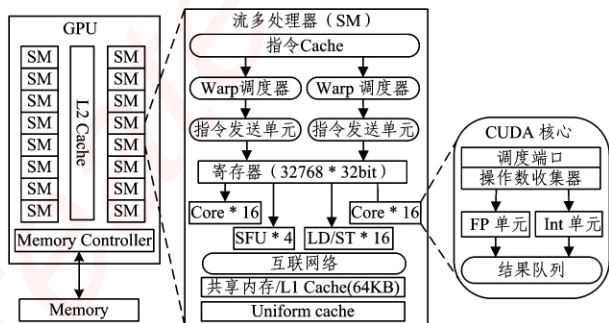 GPU
SM
SM
SM
SM
SM
SM
SM
SM
L2 Cache
SM
SM
SM
SM
SM
SM
SM
SM
Memory Controller
Memory
流多处理器（SM）
指令Cache
Warp调度器
Warp 调度器
指令发送单元
指令发送单元
寄存器（32768 * 32bit）
Core * 16
Core * 16
SFU * 4
LD/ST * 16
互联网络
共享内存/L1 Cache(64KB)
Uniform cache
CUDA 核心
调度端口
操作数收集器
FP 单元
Int 单元
结果队列